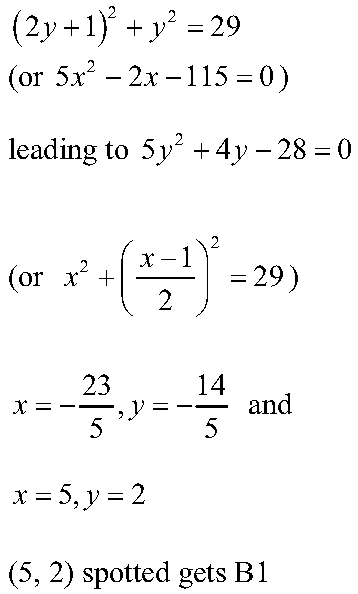 (2y+1)² + y² = 29
(or 5x² − 2x − 115 = 0)
leading to 5y² + 4y − 28 = 0
(or x² + ((x−1)/2)² = 29)
x = −23/5, y = −14/5 and
x = 5, y = 2
(5, 2) spotted gets B1